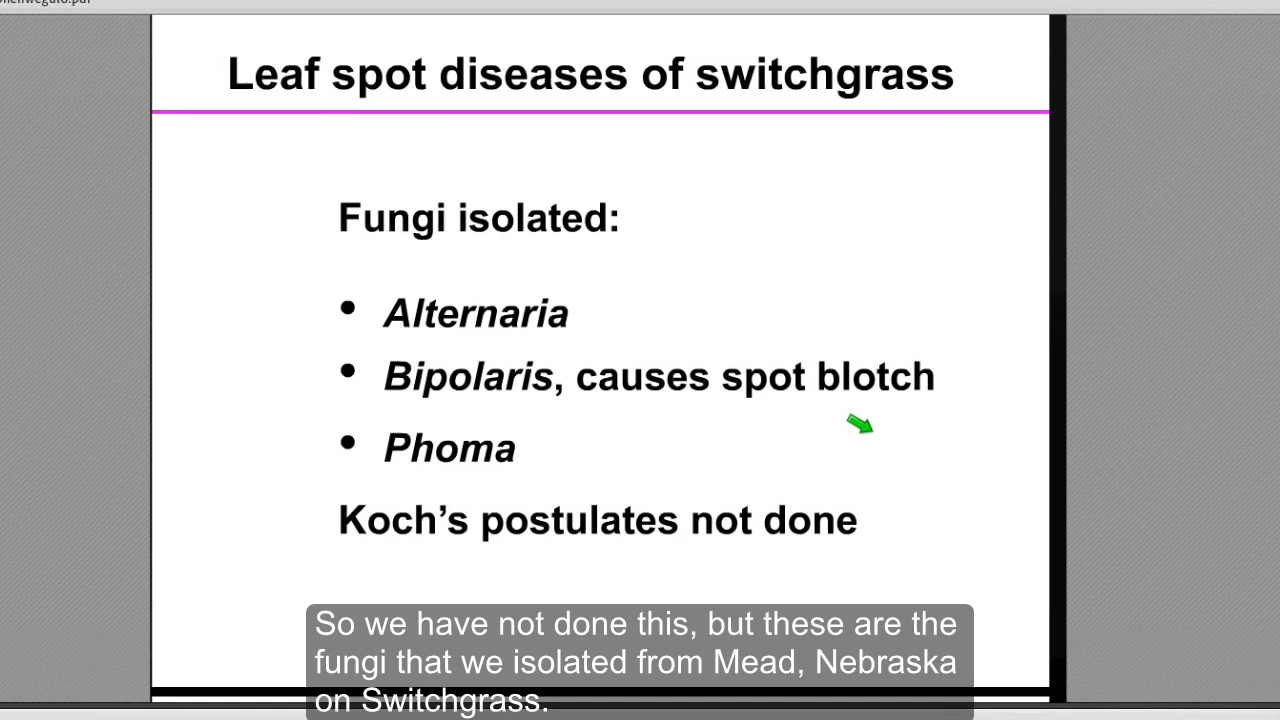 Leaf spot diseases of switchgrass
Fungi isolated:
• Alternaria
• Bipolaris, causes spot blotch
• Phoma
Koch’s postulates not done
So we have not done this, but these are the
fungi that we isolated from Mead, Nebraska
on Switchgrass.